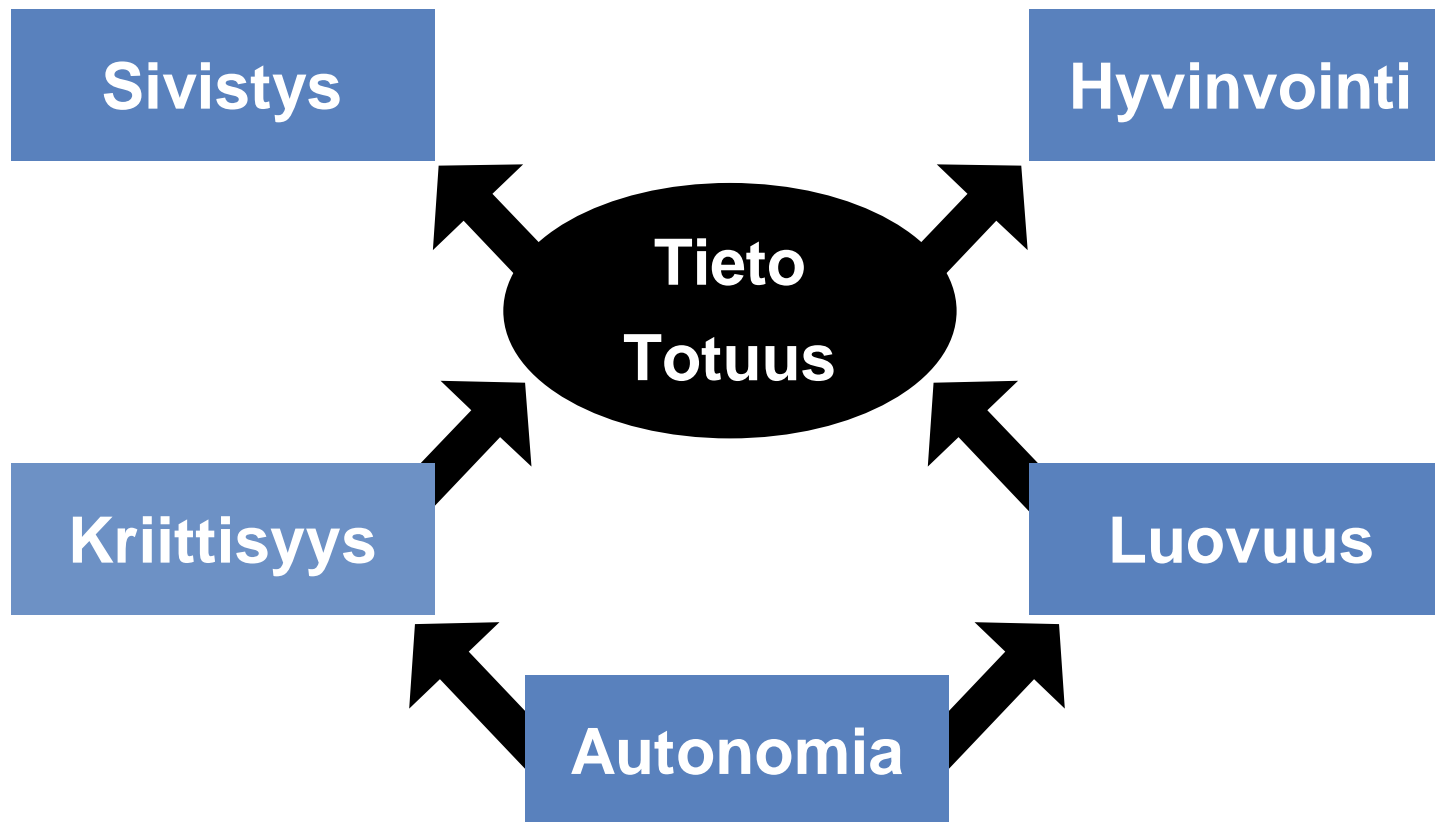 Sivistys
Hyvinvointi
Tieto
Totuus
Kriittisyys
Luovuus
Autonomia